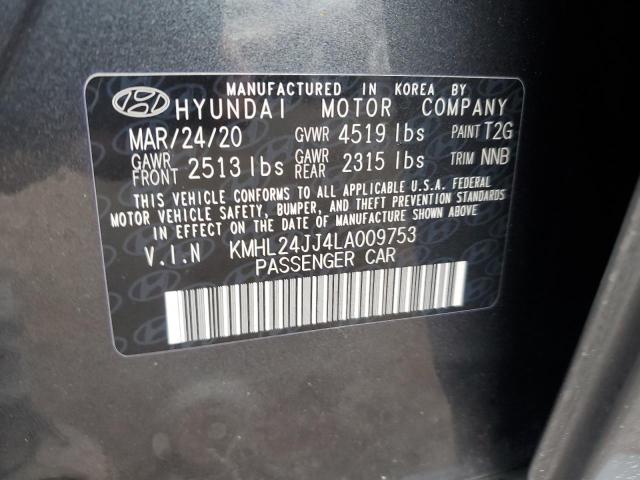 MANUFACTURED IN KOREA BY
HYUNDAI MOTOR COMPANY
MAR/24/20 GVWR 4519 lbs PAINT T2G
GAWR FRONT 2513 lbs GAWR REAR 2315 lbs TRIM NNB
THIS VEHICLE CONFORMS TO ALL APPLICABLE U.S.A. FEDERAL
MOTOR VEHICLE SAFETY, BUMPER, AND THEFT PREVENTION STANDARDS
IN EFFECT ON THE DATE OF MANUFACTURE SHOWN ABOVE.
V.I.N KMHL24JJ4LA009753
PASSENGER CAR